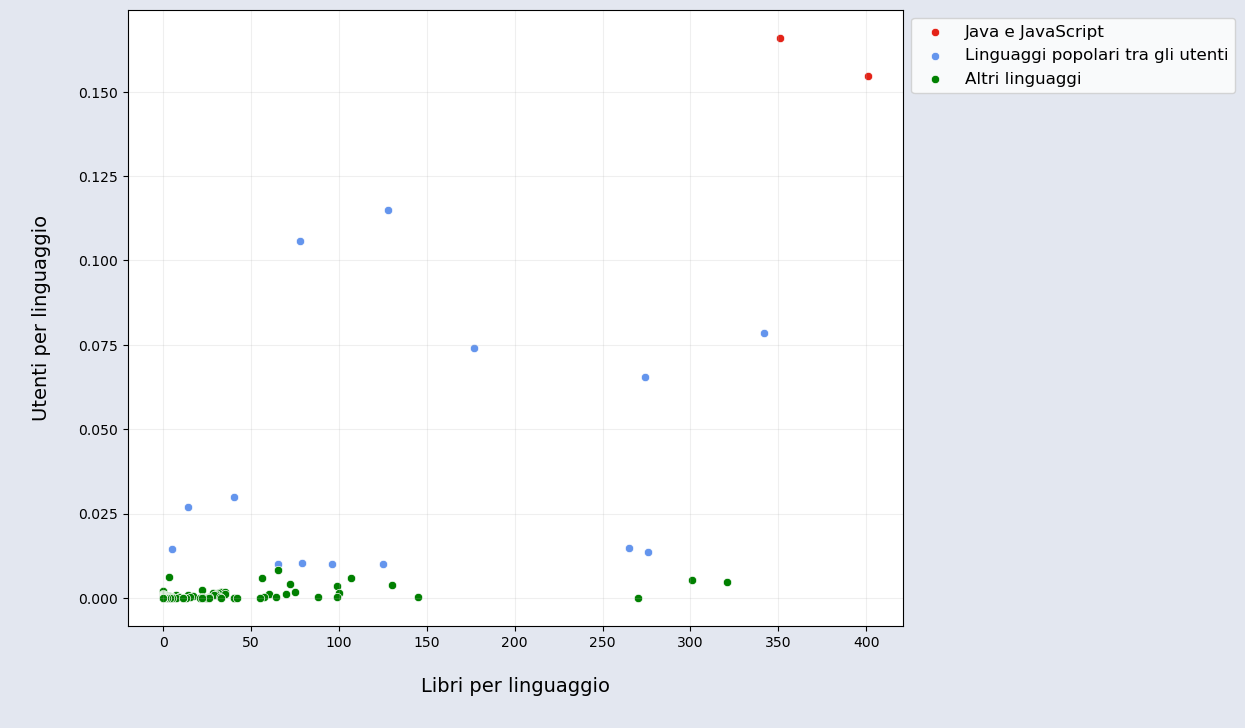 Java e JavaScript
Linguaggi popolari tra gli utenti
Altri linguaggi
Utenti per linguaggio
0.150
0.125
0.100
0.075
0.050
0.025
0.000
0 50 100 150 200 250 300 350 400
Libri per linguaggio